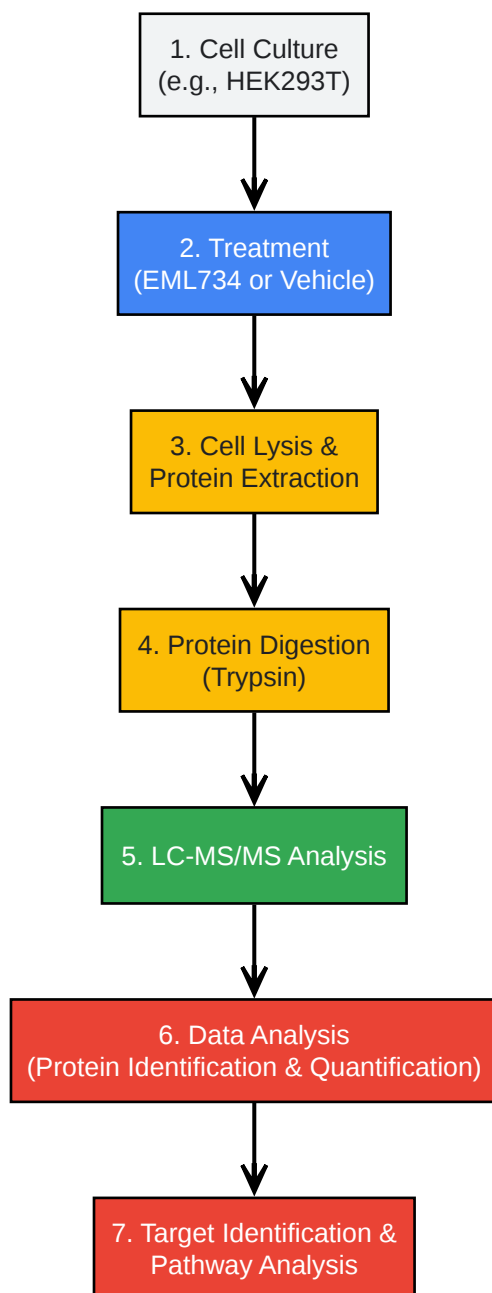 1. Cell Culture
(e.g., HEK293T)
2. Treatment
(EML734 or Vehicle)
3. Cell Lysis &
Protein Extraction
4. Protein Digestion
(Trypsin)
5. LC-MS/MS Analysis
6. Data Analysis
(Protein Identification & Quantification)
7. Target Identification &
Pathway Analysis